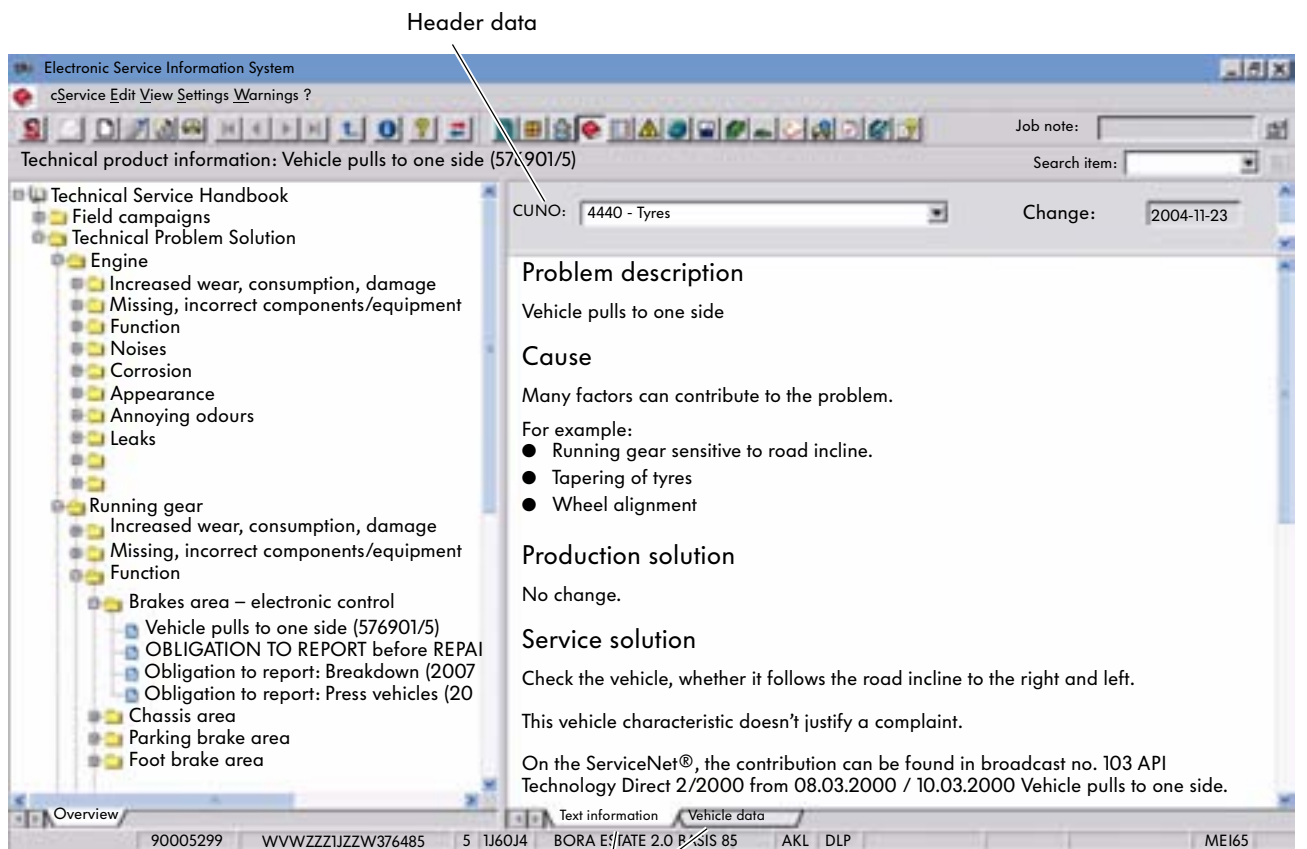 Header data
Electronic Service Information System
cService Edit View Settings Warnings ?
Job note:
Technical product information: Vehicle pulls to one side (576901/5)
Search item:
Technical Service Handbook
Field campaigns
Technical Problem Solution
Engine
Increased wear, consumption, damage
Missing, incorrect components/equipment
Function
Noises
Corrosion
Appearance
Annoying odours
Leaks
Running gear
Increased wear, consumption, damage
Missing, incorrect components/equipment
Function
Brakes area – electronic control
Vehicle pulls to one side (576901/5)
OBLIGATION TO REPORT before REPAI
Obligation to report: Breakdown (2007
Obligation to report: Press vehicles (20
Chassis area
Parking brake area
Foot brake area
Overview
CUNO: 4440 - Tyres
Change: 2004-11-23
Problem description
Vehicle pulls to one side
Cause
Many factors can contribute to the problem.
For example:
● Running gear sensitive to road incline.
● Tapering of tyres
● Wheel alignment
Production solution
No change.
Service solution
Check the vehicle, whether it follows the road incline to the right and left.
This vehicle characteristic doesn't justify a complaint.
On the ServiceNet®, the contribution can be found in broadcast no. 103 API
Technology Direct 2/2000 from 08.03.2000 / 10.03.2000 Vehicle pulls to one side.
Text information Vehicle data
90005299 WVWZZZ1JZZW376485 5 1J60J4 BORA ESTATE 2.0 BASIS 85 AKL DLP MEI65